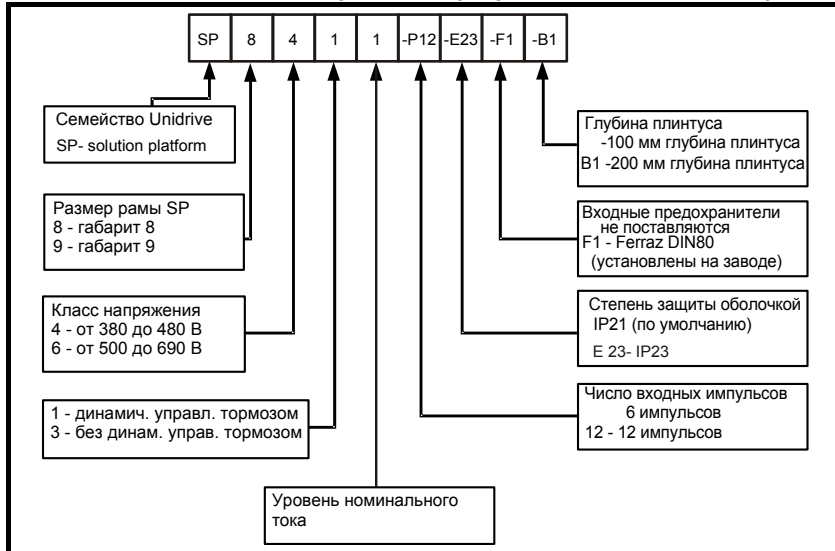 SP 8 4 1 1 -P12 -E23 -F1 -B1
Семейство Unidrive
SP- solution platform
Размер рамы SP
8 - габарит 8
9 - габарит 9
Класс напряжения
4 - от 380 до 480 В
6 - от 500 до 690 В
1 - динамич. управл. тормозом
3 - без динам. управ. тормозом
Уровень номинального
тока
Глубина плинтуса
-100 мм глубина плинтуса
B1 -200 мм глубина плинтуса
Входные предохранители
не поставляются
F1 - Ferraz DIN80
(установлены на заводе)
Степень защиты оболочкой
IP21 (по умолчанию)
E 23- IP23
Число входных импульсов
6 импульсов
12 - 12 импульсов